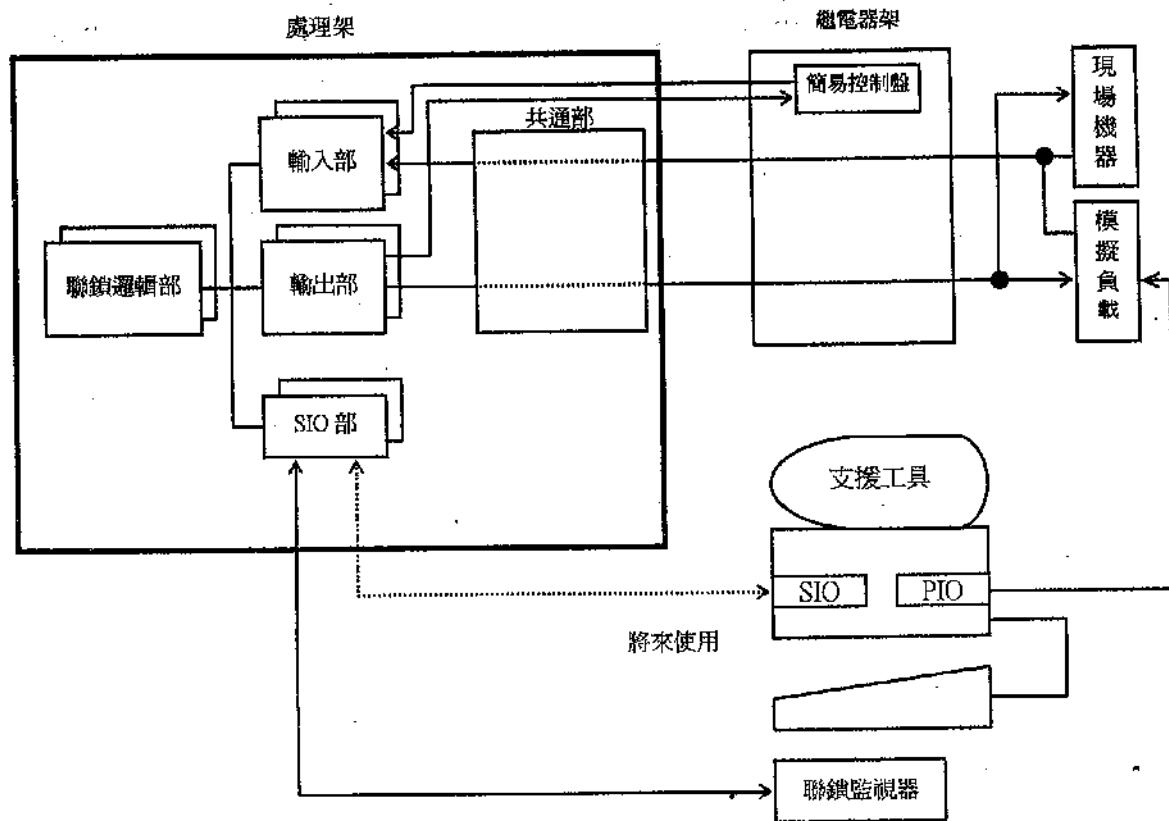 處理架
繼電器架
簡易控制盤
現場機器
共通部
輸入部
模擬負載
聯鎖邏輯部
輸出部
SIO 部
支援工具
SIO
PIO
將來使用
聯鎖監視器